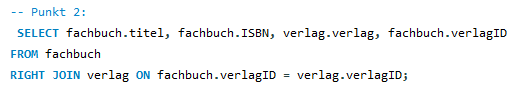 -- Punkt 2:
SELECT fachbuch.titel, fachbuch.ISBN, verlag.verlag, fachbuch.verlagID
FROM fachbuch
RIGHT JOIN verlag ON fachbuch.verlagID = verlag.verlagID;